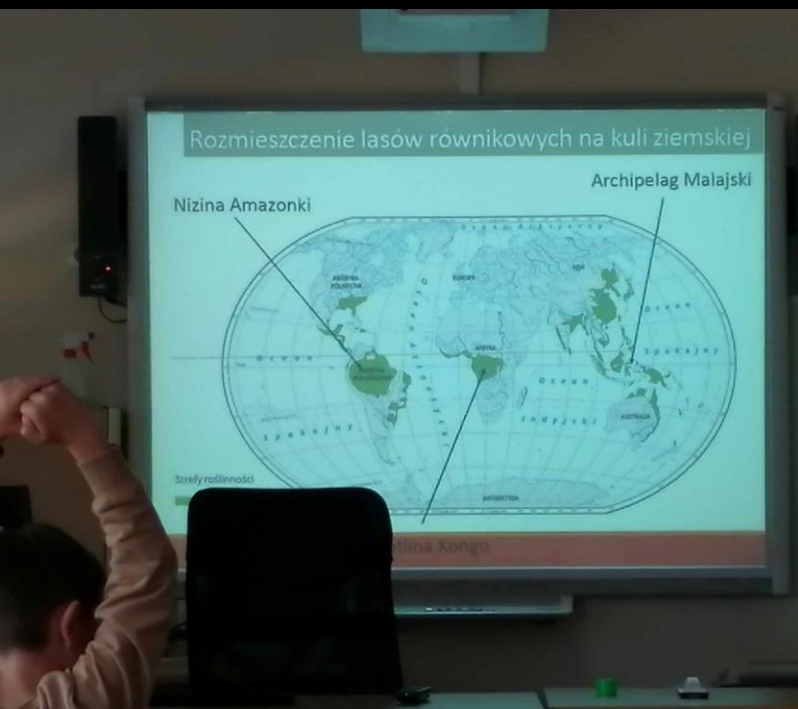 Rozmieszczenie lasów równikowych na kuli ziemskiej
Archipelag Malajski
Nizina Amazonki
AMERYKA
PÓŁNOCNA
EUROPA
AZJA
Ocean
AFRYKA
Spokojny
Ocean
Ocean
Indyjski
AUSTRALIA
Spokojny
Strefy roślinności
ANTARKTYDA
Kongo